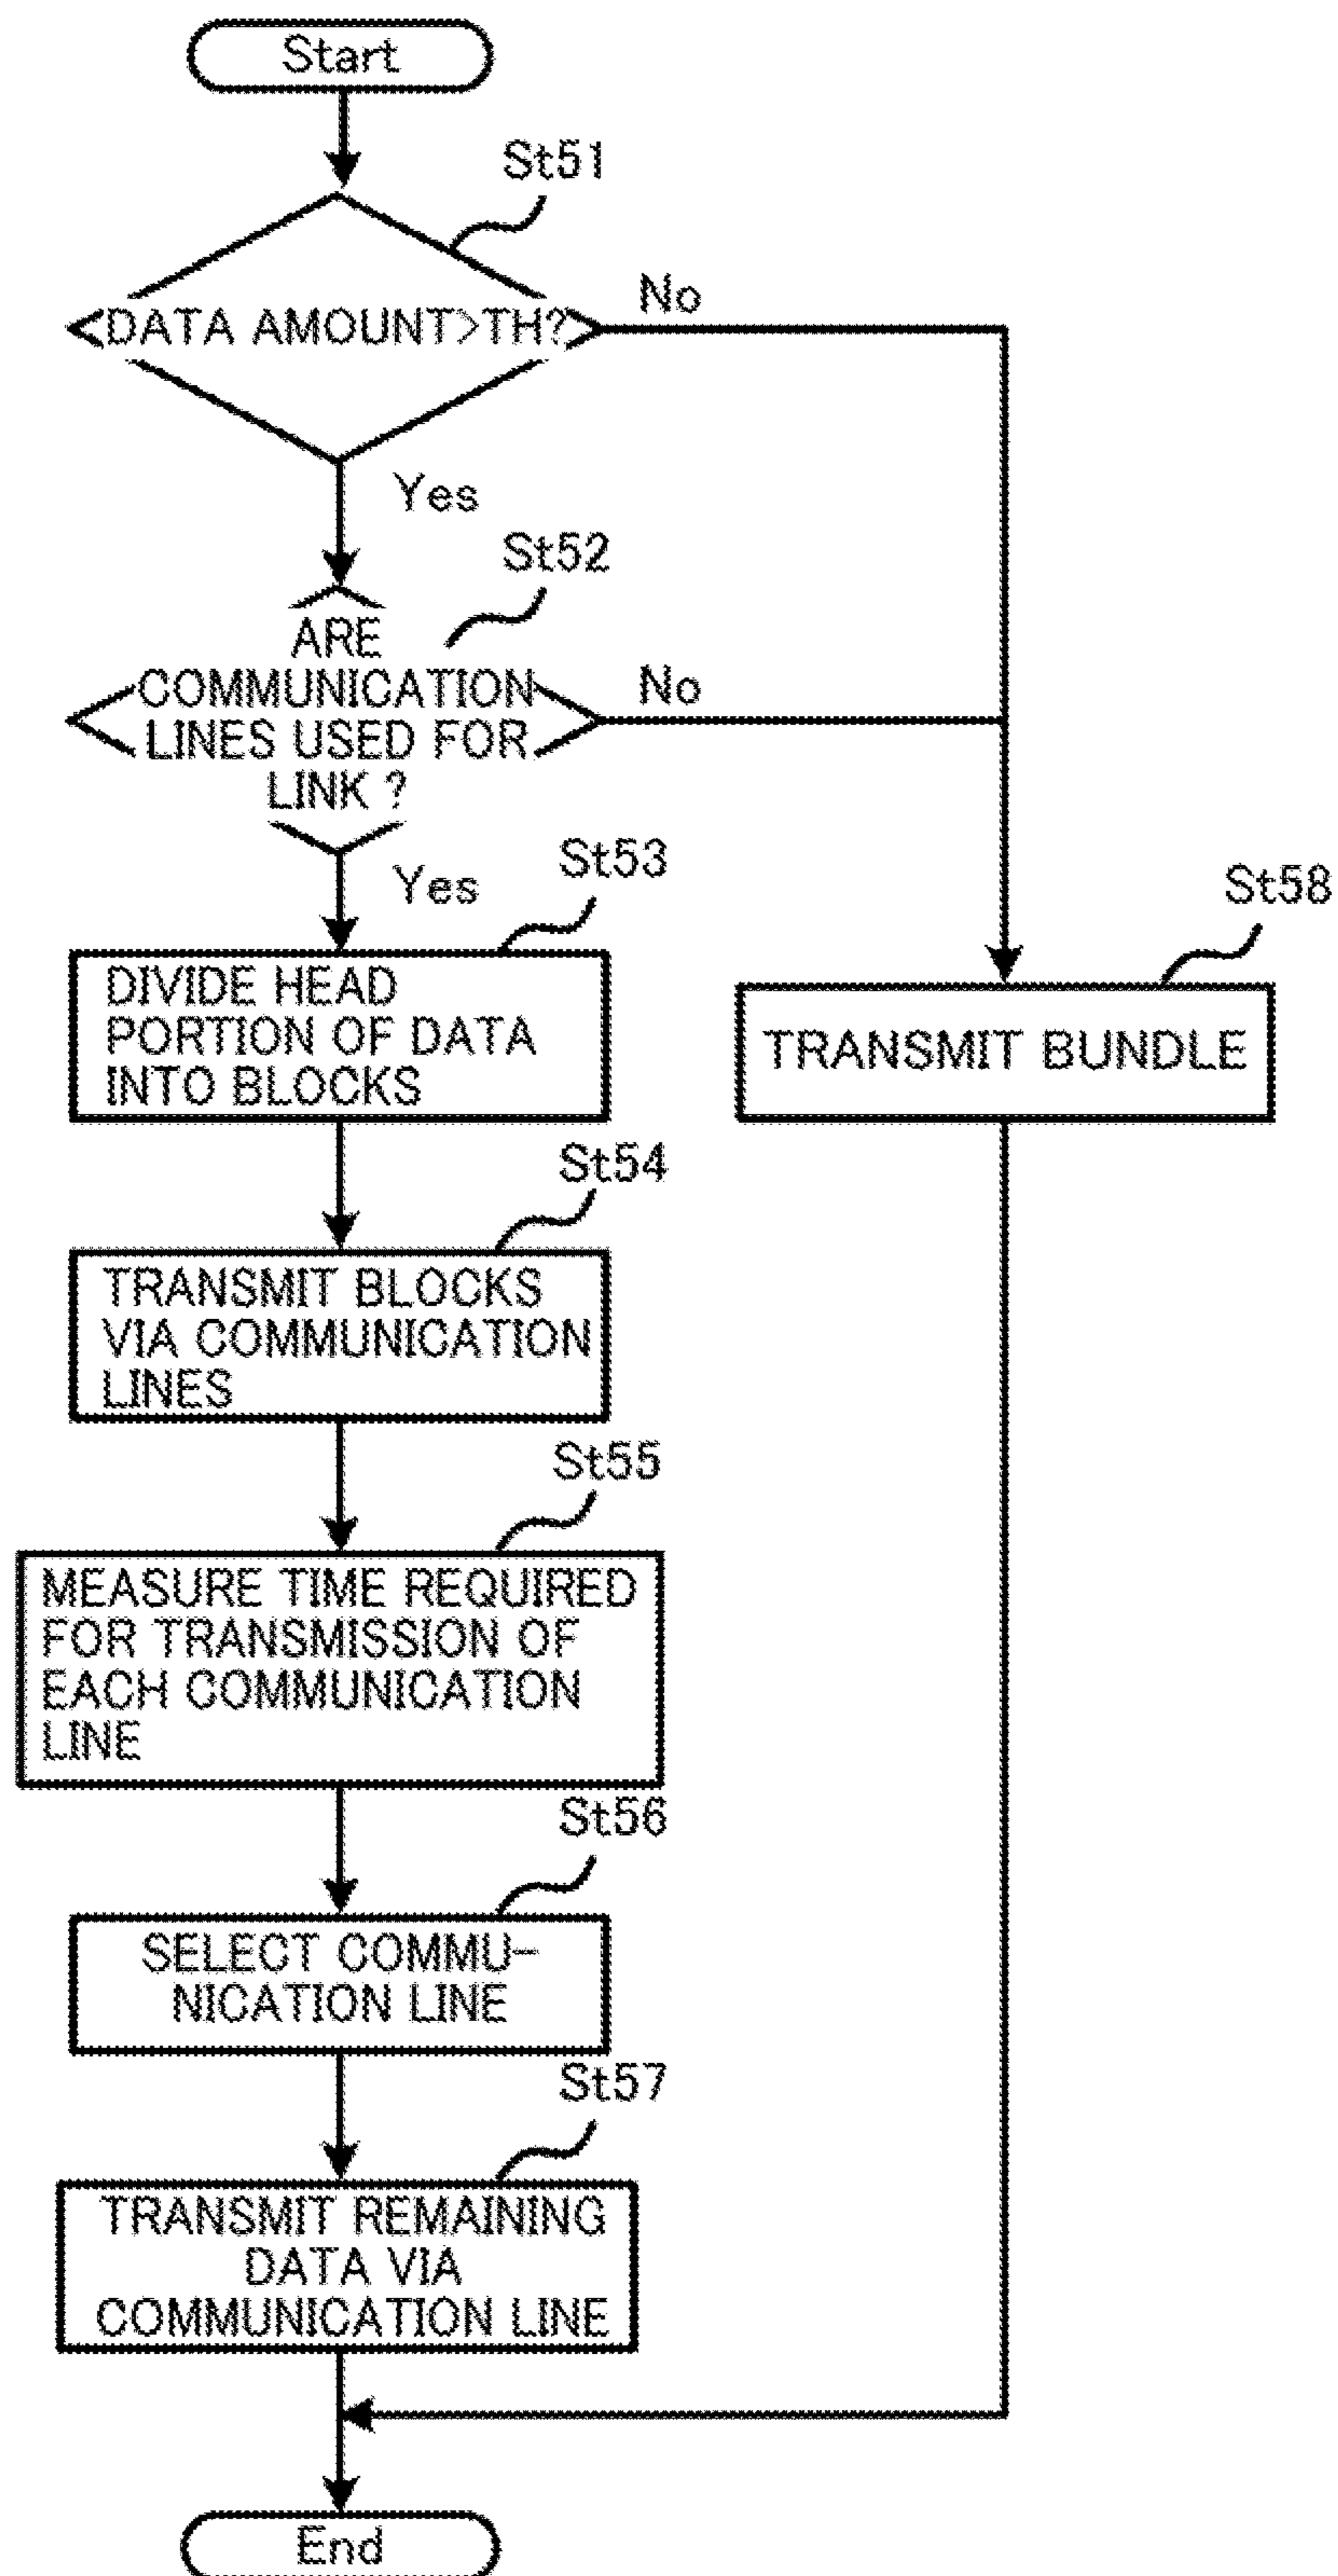 Start
St51
DATA AMOUNT>TH?
No
Yes
St52
ARE
COMMUNICATION
LINES USED FOR
LINK ?
No
Yes
St53
DIVIDE HEAD
PORTION OF DATA
INTO BLOCKS
St58
TRANSMIT BUNDLE
St54
TRANSMIT BLOCKS
VIA COMMUNICATION
LINES
St55
MEASURE TIME REQUIRED
FOR TRANSMISSION OF
EACH COMMUNICATION
LINE
St56
SELECT COMMU-
NICATION LINE
St57
TRANSMIT REMAINING
DATA VIA
COMMUNICATION LINE
End